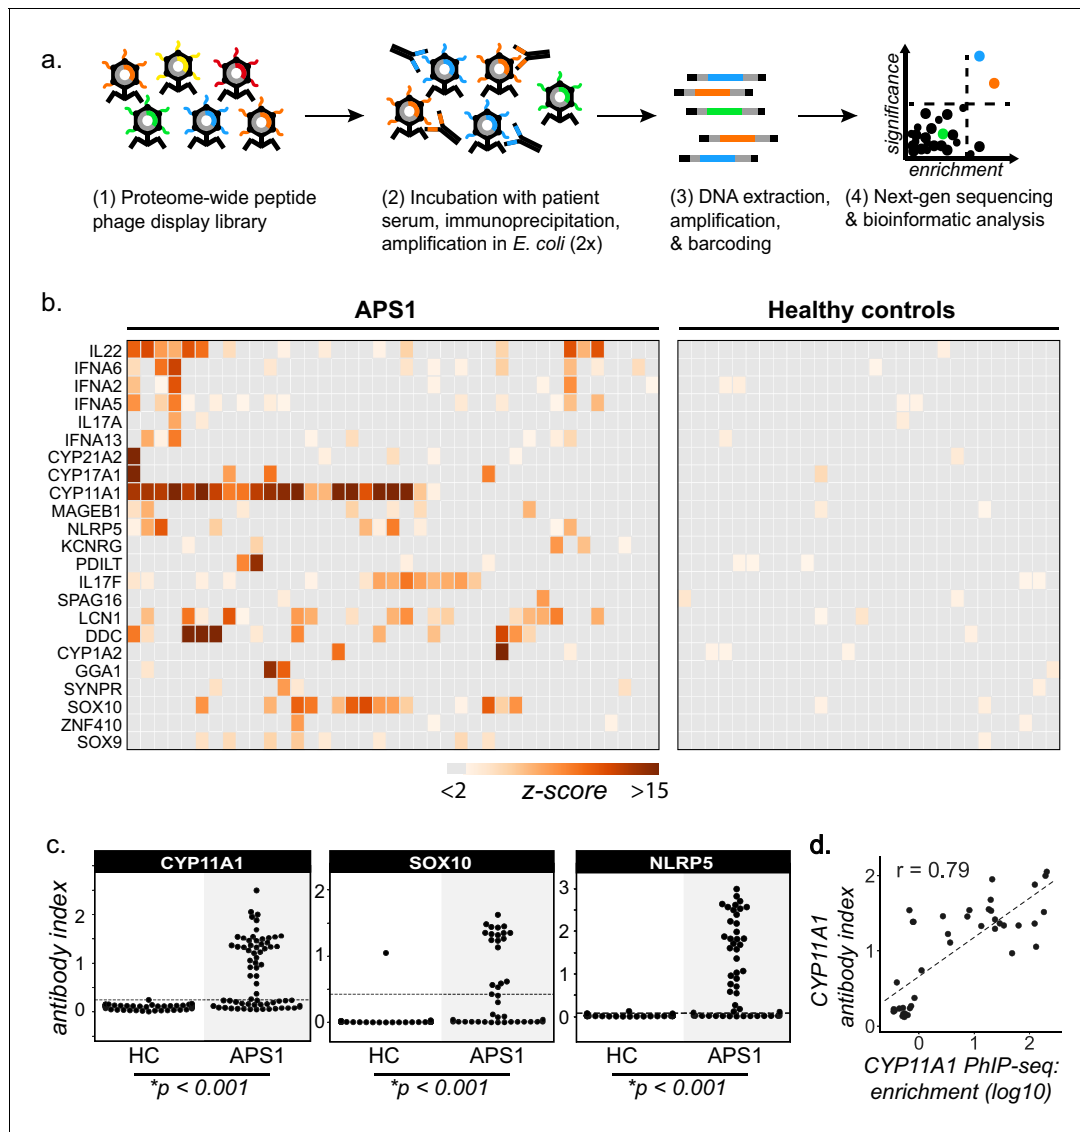 a.
significance
enrichment
(1) Proteome-wide peptide
phage display library
(2) Incubation with patient
serum, immunoprecipitation,
amplification in E. coli (2x)
(3) DNA extraction,
amplification,
& barcoding
(4) Next-gen sequencing
& bioinformatic analysis
b.
APS1
Healthy controls
IL22
IFNA6
IFNA2
IFNA5
IL17A
IFNA13
CYP21A2
CYP17A1
CYP11A1
MAGEB1
NLRP5
KCNRG
PDILT
IL17F
SPAG16
LCN1
DDC
CYP1A2
GGA1
SYNPR
SOX10
ZNF410
SOX9
<2 z-score >15
c.
antibody index
CYP11A1
2
1
0
HC APS1
*p < 0.001
SOX10
2
1
0
HC APS1
*p < 0.001
NLRP5
3
2
1
0
HC APS1
*p < 0.001
d.
r = 0.79
CYP11A1
antibody index
2
1
0
0 1 2
CYP11A1 PhIP-seq:
enrichment (log10)